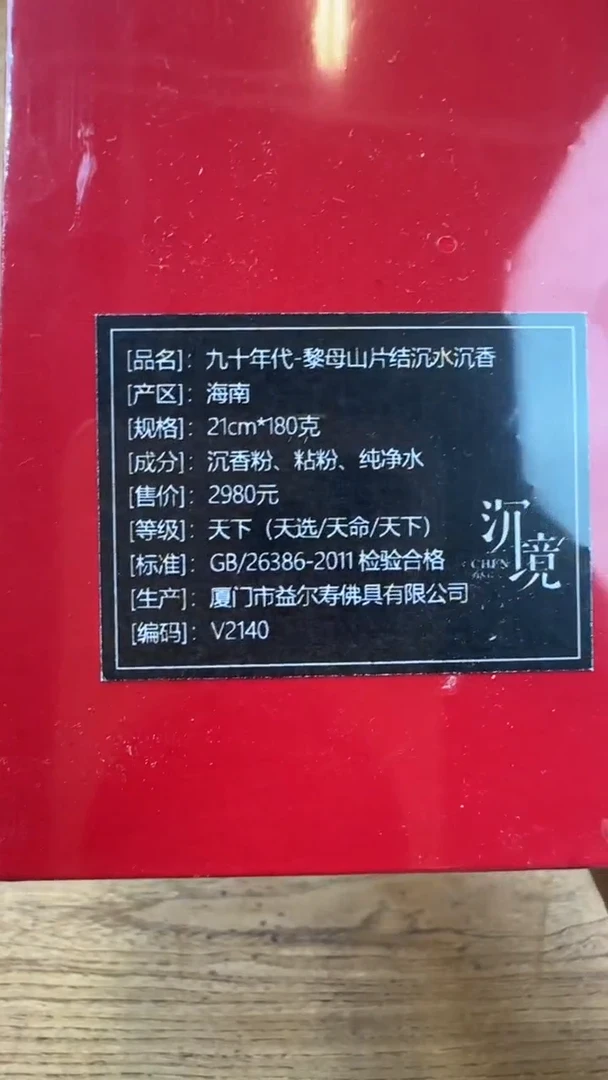 [品名]：九十年代-黎母山片结沉水沉香
[产区]：海南
[规格]：21cm*180克
[成分]：沉香粉、粘粉、纯净水
[售价]：2980元
[等级]：天下（天选/天命/天下）
[标准]：GB/26386-2011 检验合格
[生产]：厦门市益尔寿佛具有限公司
[编码]：V2140
沉境
CHEN